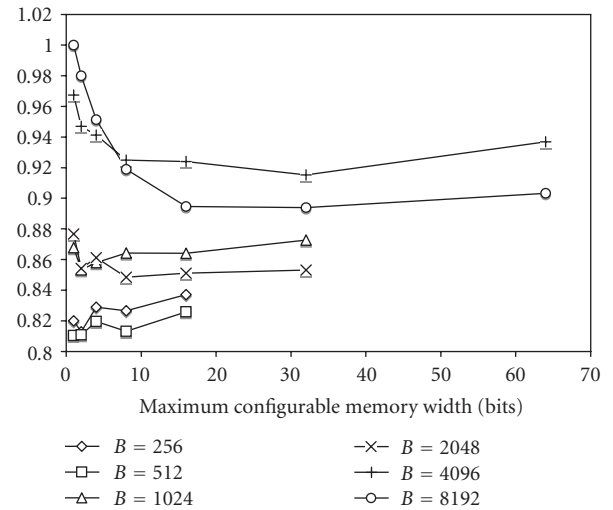 1.02
1
0.98
0.96
0.94
0.92
0.9
0.88
0.86
0.84
0.82
0.8
0 10 20 30 40 50 60 70
Maximum configurable memory width (bits)
B = 256
B = 512
B = 1024
B = 2048
B = 4096
B = 8192